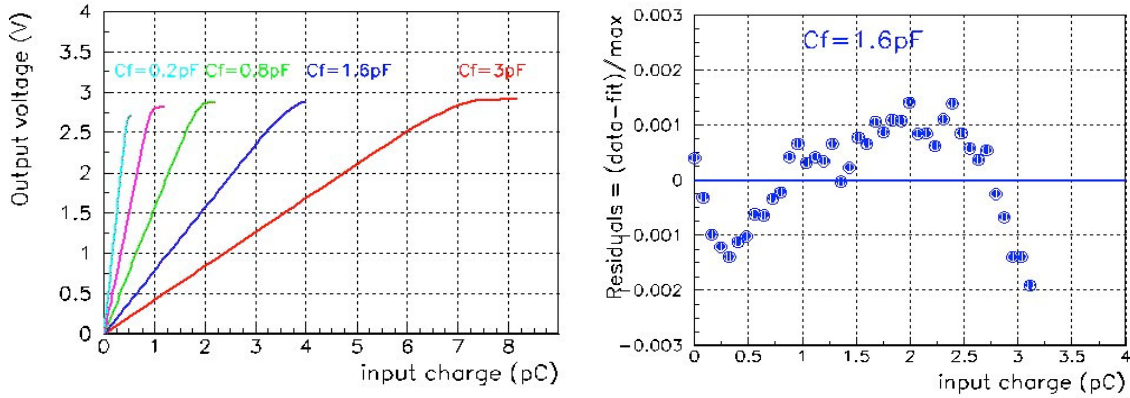 Output voltage (V)
4
3.5
3
2.5
2
1.5
1
0.5
0
Cf=0.2pF
Cf=0.8pF
Cf=1.6pF
Cf=3pF
0 1 2 3 4 5 6 7 8
input charge (pC)
Residuals = (data-fit)/max
0.003
0.002
0.001
0
-0.001
-0.002
-0.003
Cf=1.6pF
0 0.5 1 1.5 2 2.5 3 3.5 4
input charge (pC)